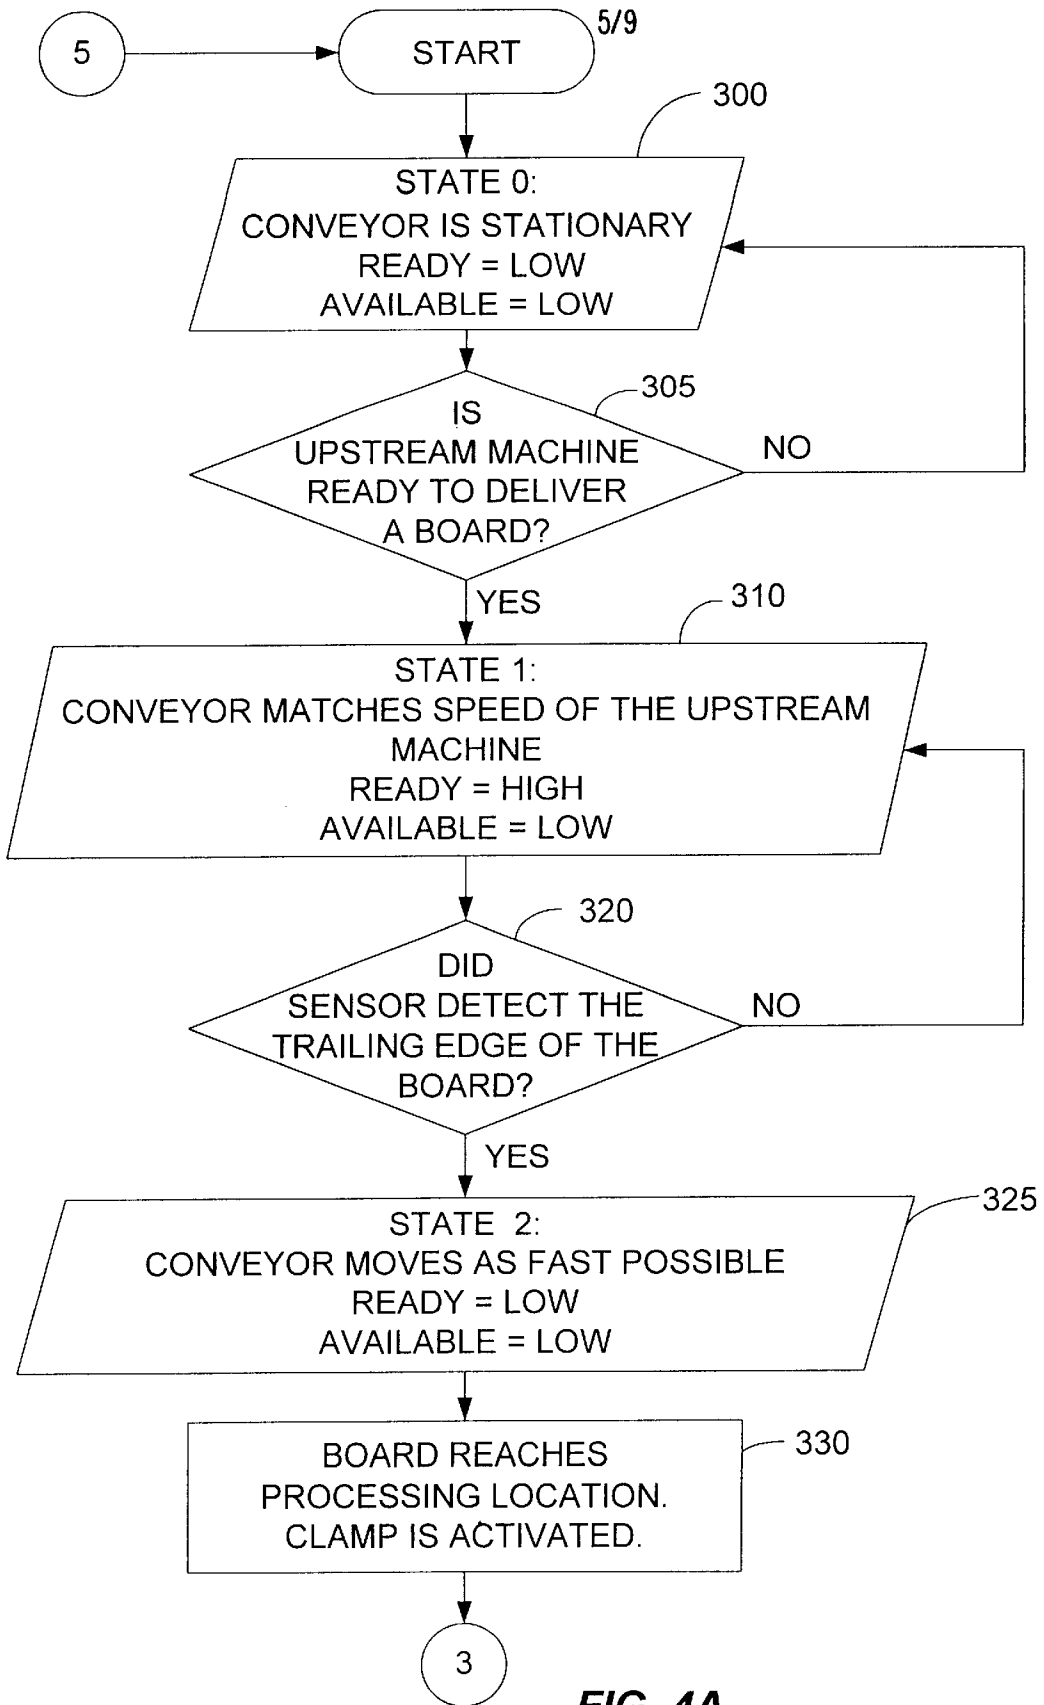 5
START
5/9
300
STATE 0:
CONVEYOR IS STATIONARY
READY = LOW
AVAILABLE = LOW
305
IS
UPSTREAM MACHINE
READY TO DELIVER
A BOARD?
NO
YES
310
STATE 1:
CONVEYOR MATCHES SPEED OF THE UPSTREAM
MACHINE
READY = HIGH
AVAILABLE = LOW
320
DID
SENSOR DETECT THE
TRAILING EDGE OF THE
BOARD?
NO
YES
325
STATE 2:
CONVEYOR MOVES AS FAST POSSIBLE
READY = LOW
AVAILABLE = LOW
330
BOARD REACHES
PROCESSING LOCATION.
CLAMP IS ACTIVATED.
3
FIG. 4A